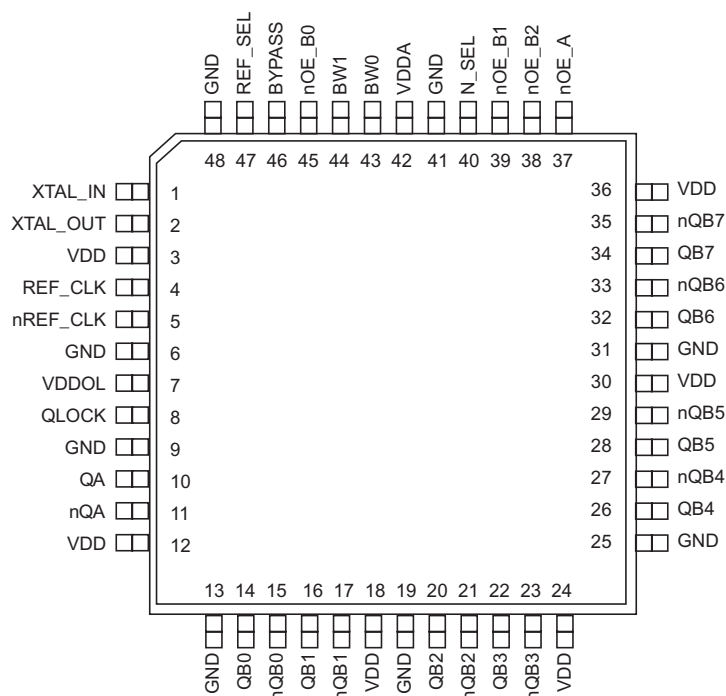 GND REF_SEL BYPASS nOE_B0 BW1 BW0 VDDA GND N_SEL nOE_B1 nOE_B2 nOE_A
48 47 46 45 44 43 42 41 40 39 38 37
XTAL_IN 1 36 VDD
XTAL_OUT 2 35 nQB7
VDD 3 34 QB7
REF_CLK 4 33 nQB6
nREF_CLK 5 32 QB6
GND 6 31 GND
VDDOL 7 30 VDD
QLOCK 8 29 nQB5
GND 9 28 QB5
QA 10 27 nQB4
nQA 11 26 QB4
VDD 12 25 GND
13 14 15 16 17 18 19 20 21 22 23 24
GND QB0 nQB0 QB1 nQB1 VDD GND QB2 nQB2 QB3 nQB3 VDD